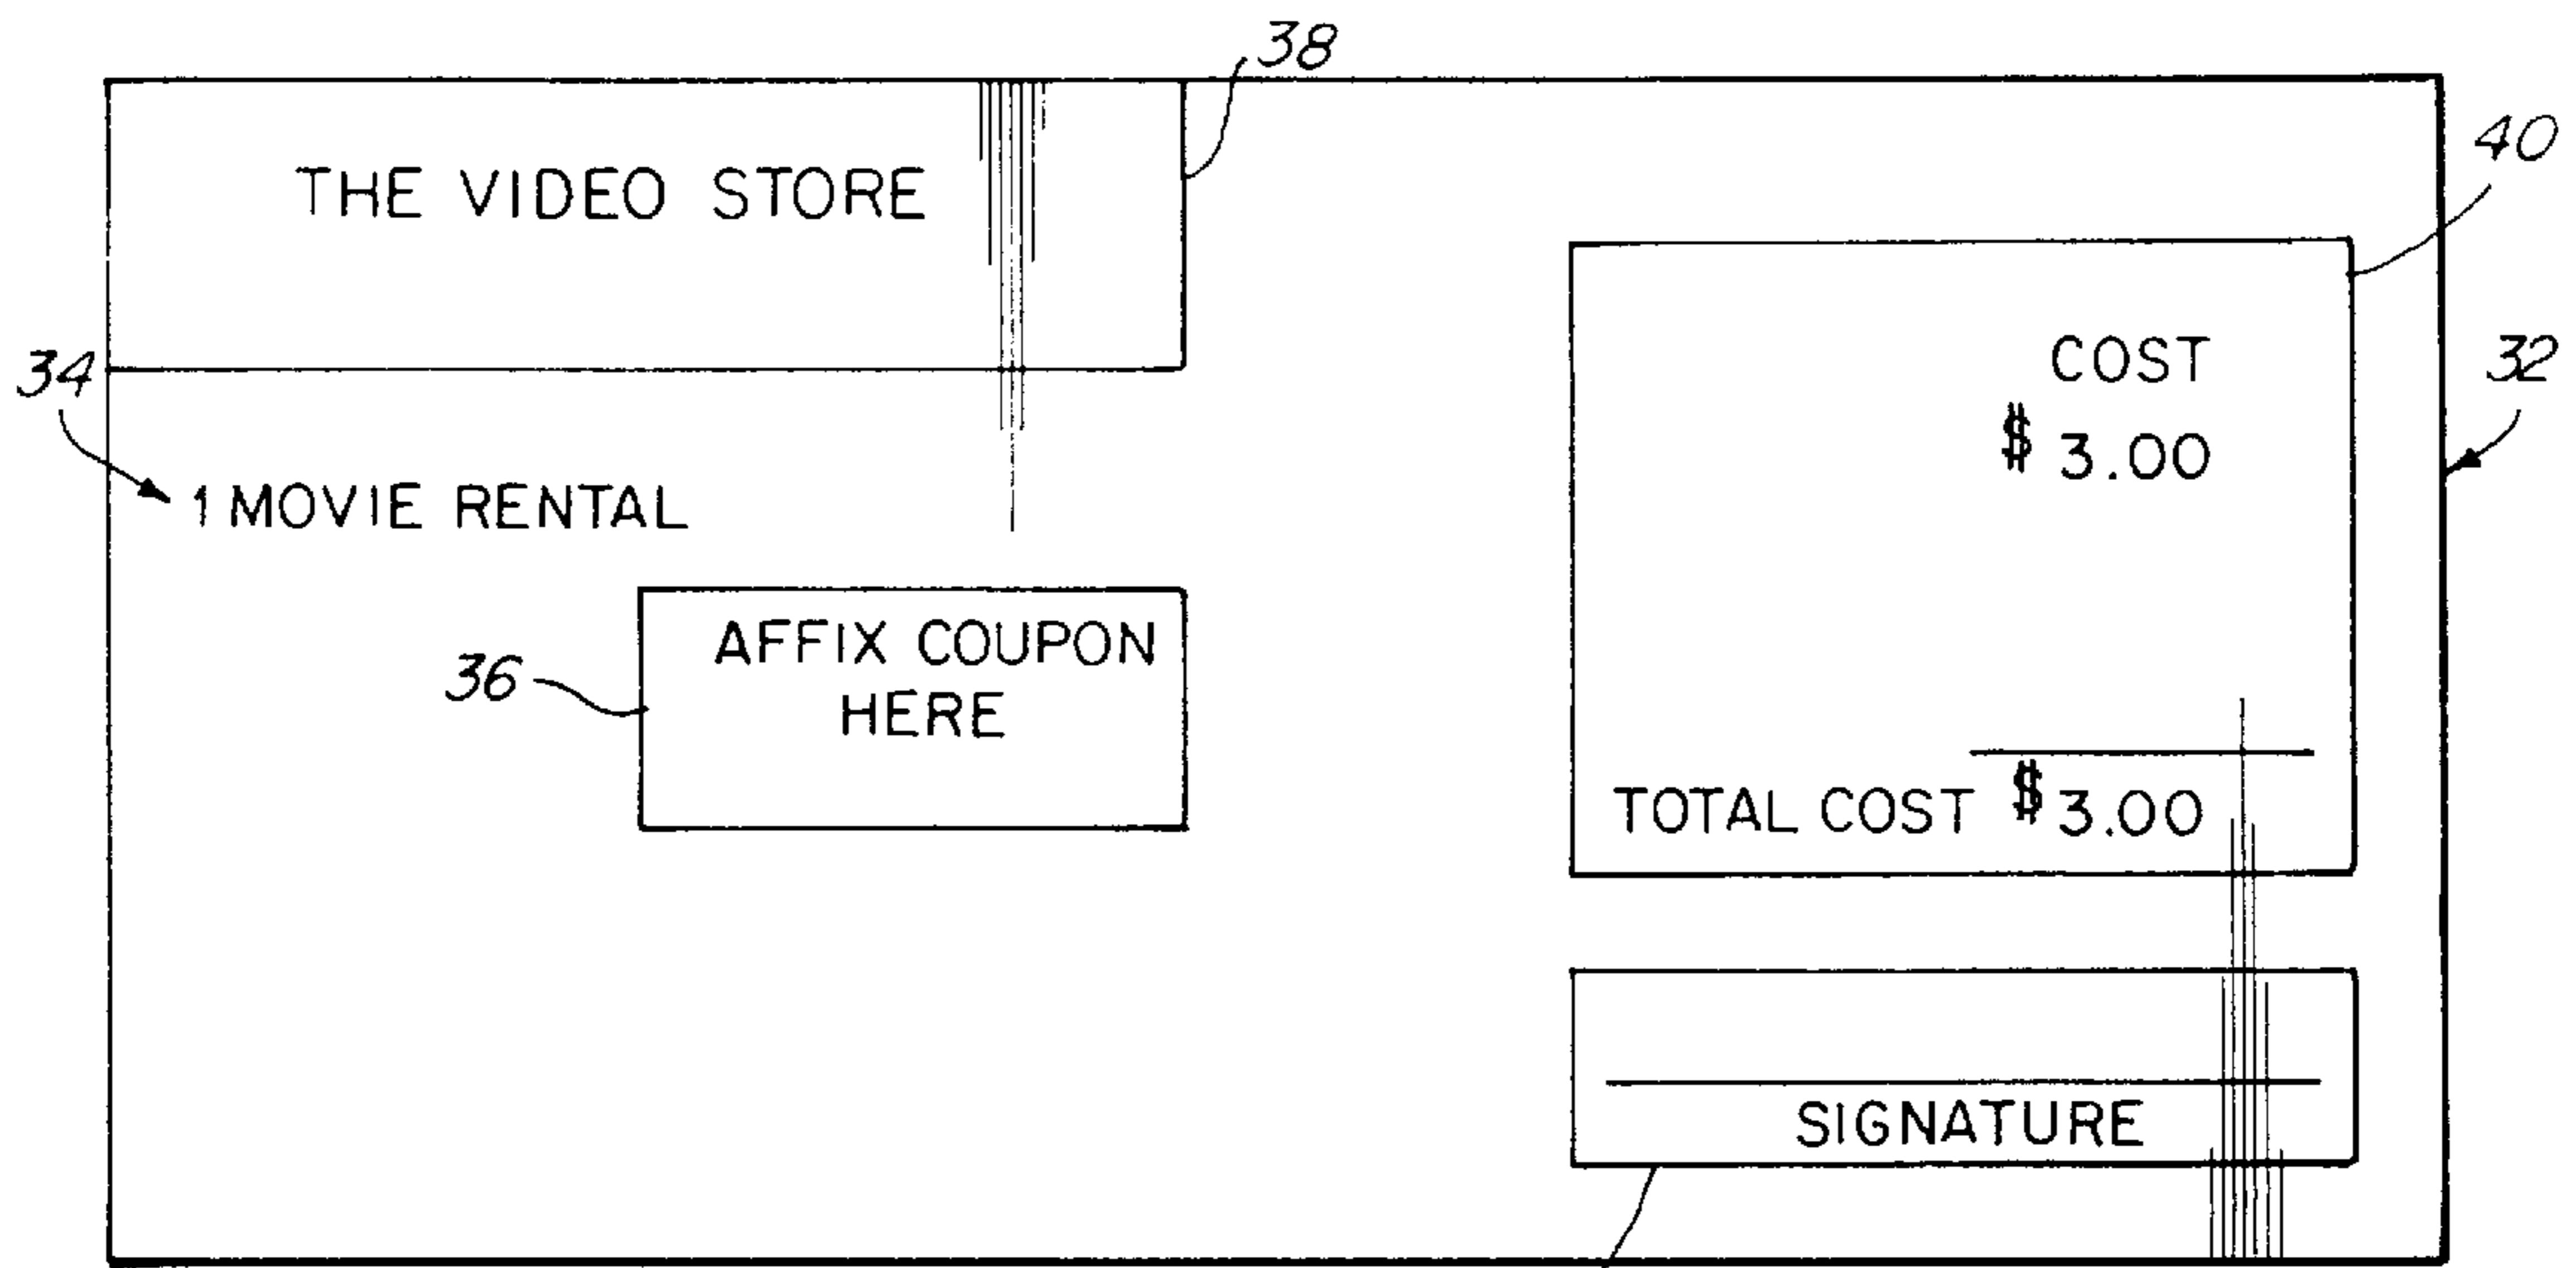 38
THE VIDEO STORE
40
COST
$ 3.00
34
32
1 MOVIE RENTAL
AFFIX COUPON
HERE
36
TOTAL COST $ 3.00
SIGNATURE